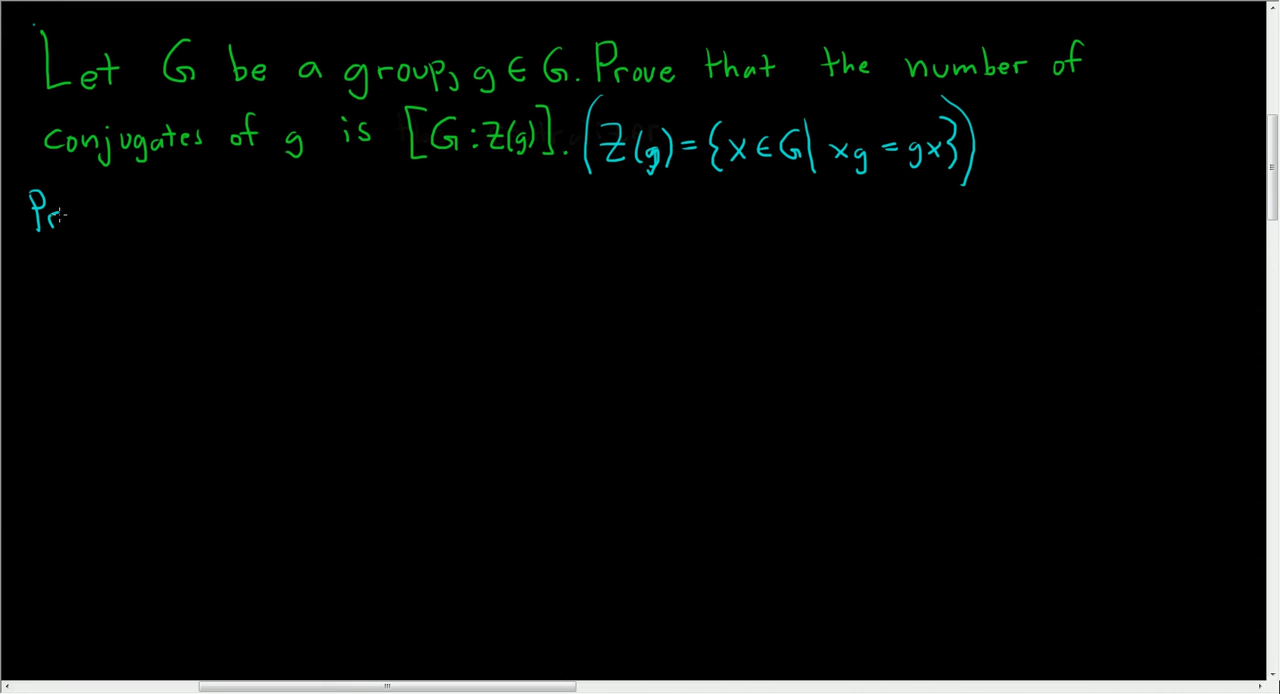 Let G be a group, g ∈ G. Prove that the number of
conjugates of g is [G : Z(g)]. (Z(g) = {x ∈ G | xg = gx})
Pr